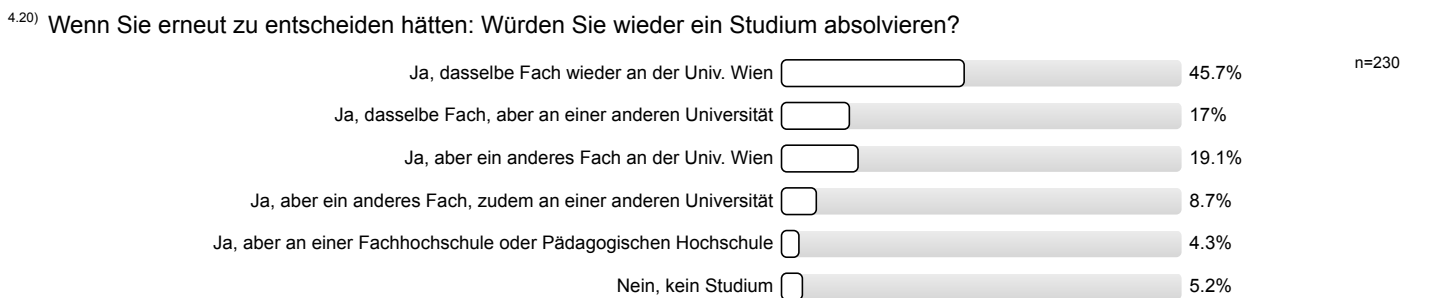 4.20) Wenn Sie erneut zu entscheiden hätten: Würden Sie wieder ein Studium absolvieren?
n=230
Ja, dasselbe Fach wieder an der Univ. Wien 45.7%
Ja, dasselbe Fach, aber an einer anderen Universität 17%
Ja, aber ein anderes Fach an der Univ. Wien 19.1%
Ja, aber ein anderes Fach, zudem an einer anderen Universität 8.7%
Ja, aber an einer Fachhochschule oder Pädagogischen Hochschule 4.3%
Nein, kein Studium 5.2%